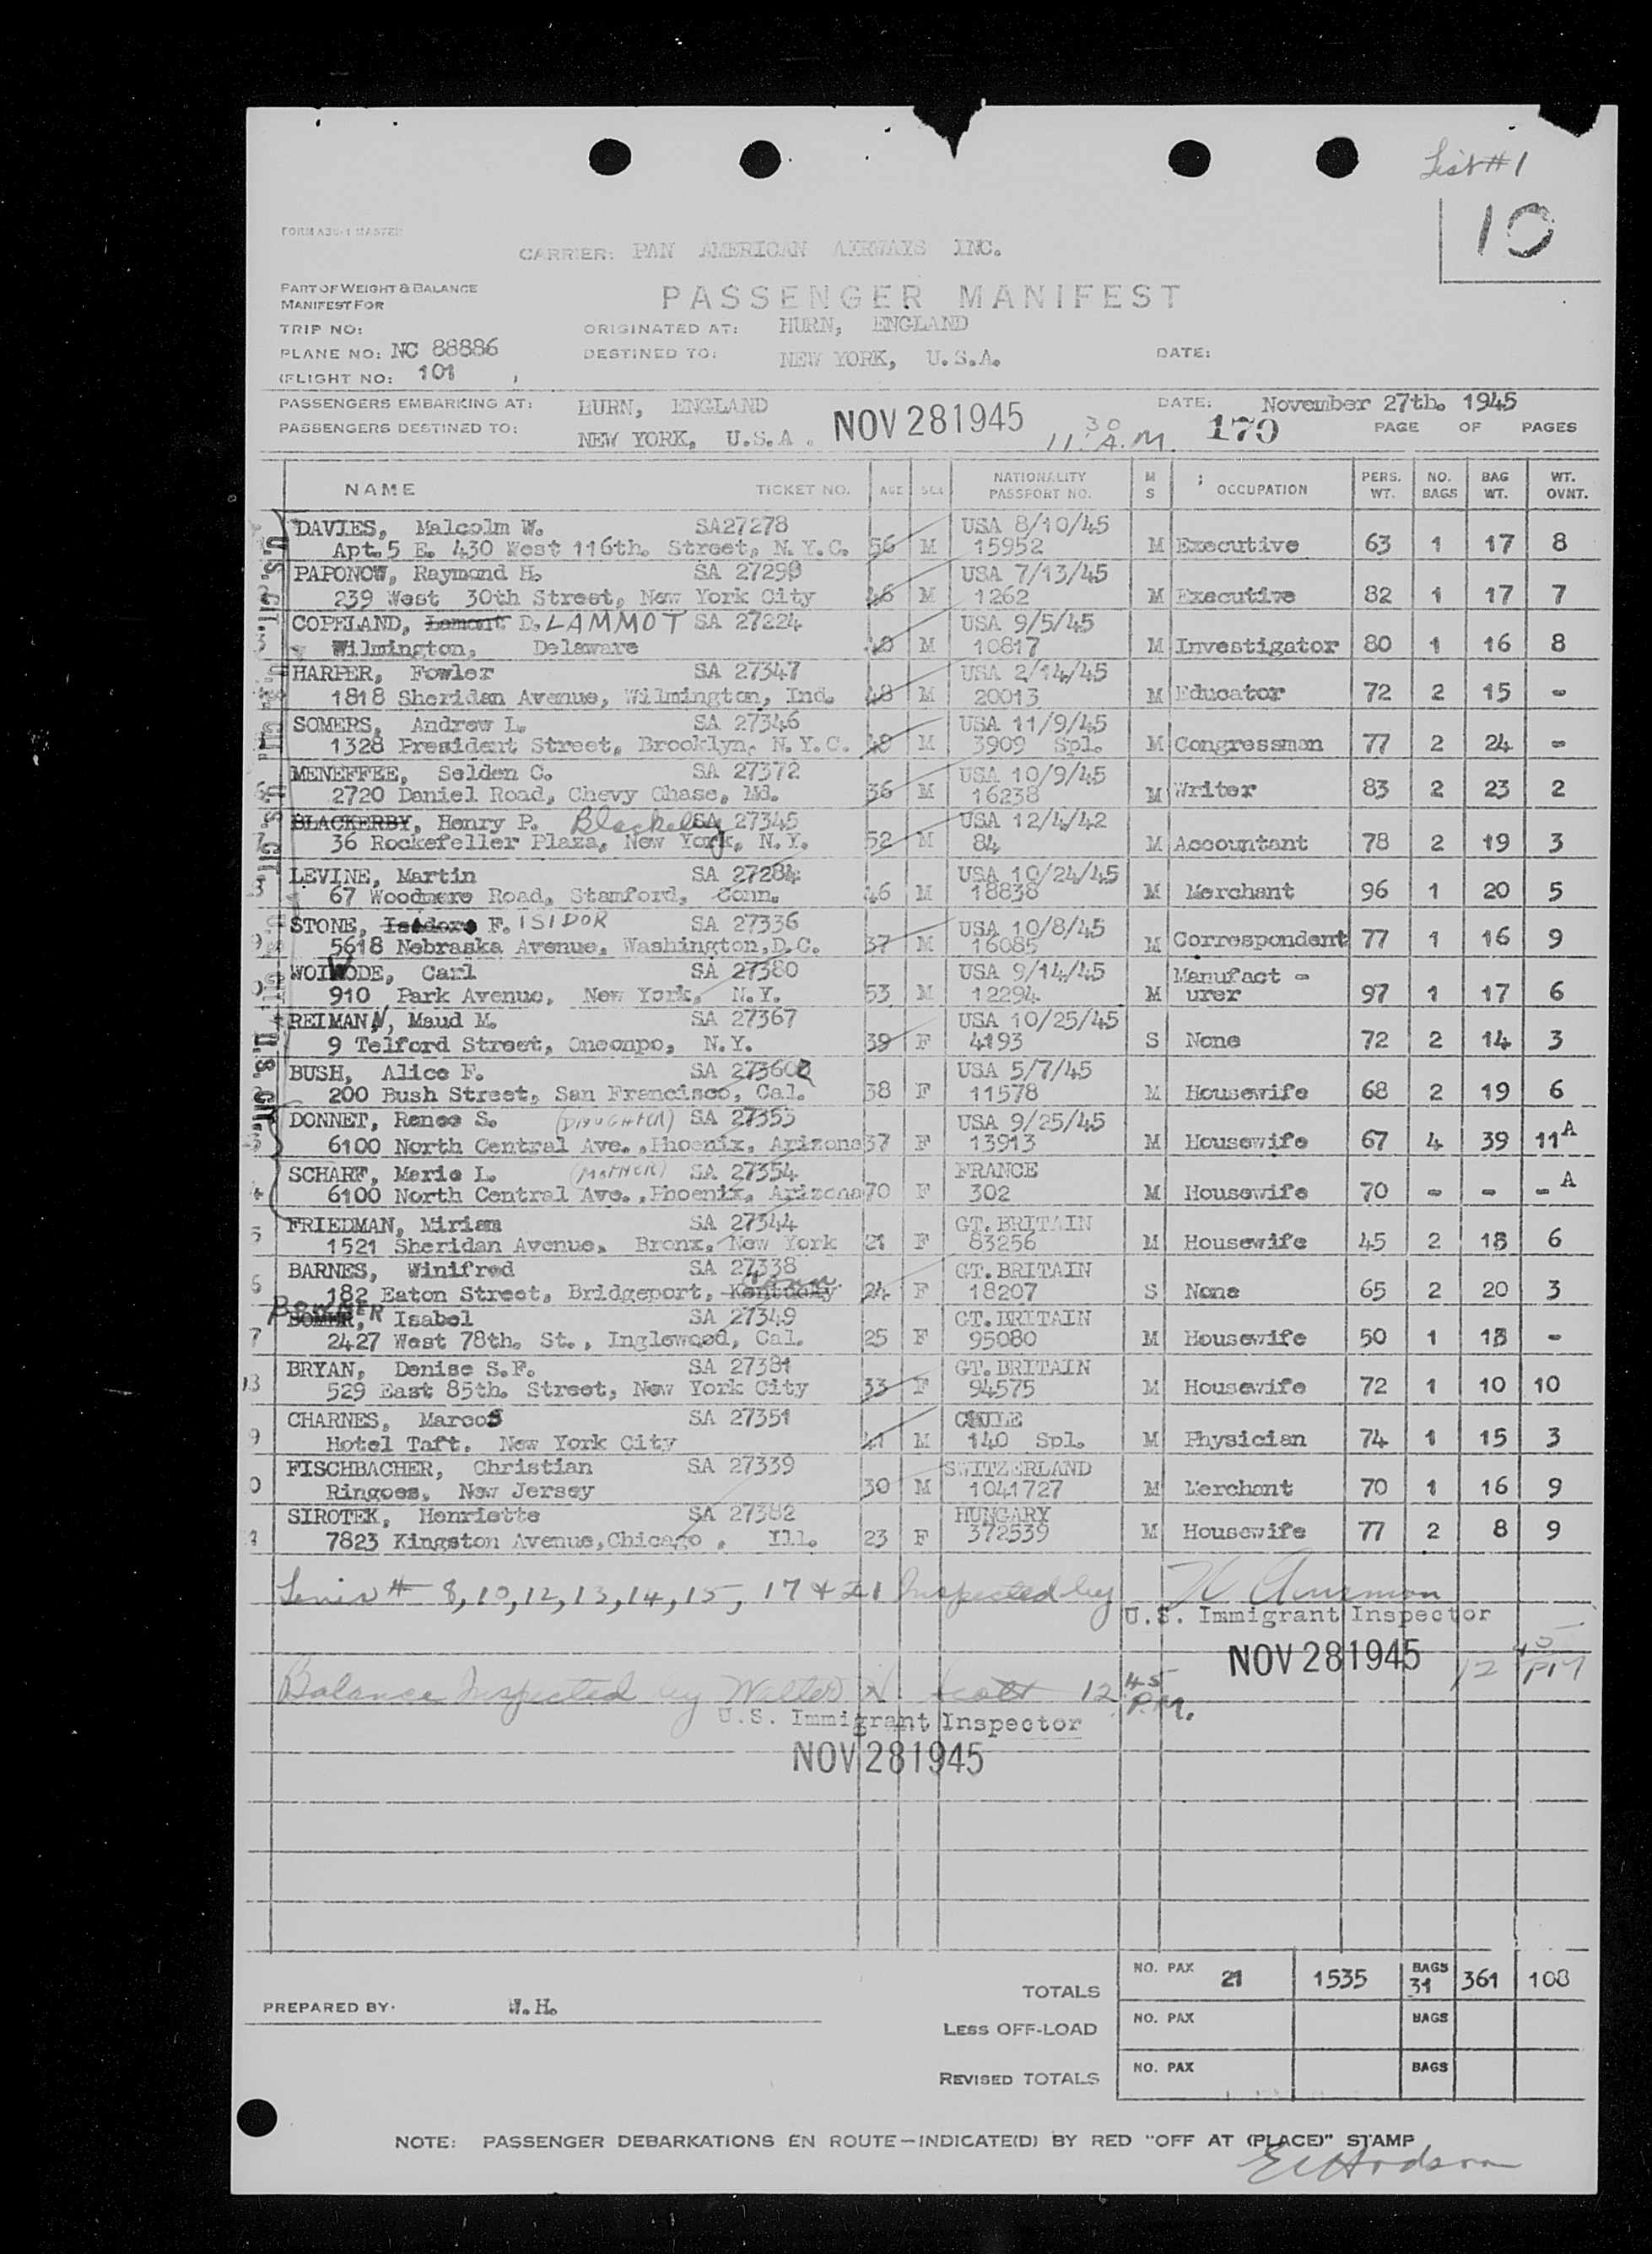 List #1
10
FORM A30-1 MASTER
CARRIER: PAN AMERICAN AIRWAYS INC.
PART OF WEIGHT & BALANCE
MANIFEST FOR
PASSENGER MANIFEST
TRIP NO: ORIGINATED AT: HURN, ENGLAND
PLANE NO: NC 88886 DESTINED TO: NEW YORK, U.S.A. DATE:
(FLIGHT NO: 101
PASSENGERS EMBARKING AT: HURN, ENGLAND DATE: November 27th. 1945
PASSENGERS DESTINED TO: NEW YORK, U.S.A. NOV 28 1945 11 30 A.M. 170 PAGE OF PAGES
NAME TICKET NO. AGE SEX NATIONALITY PASSPORT NO. M S OCCUPATION PERS. WT. NO. BAGS BAG WT. WT. OVNT.
DAVIES, Malcolm W. SA27278 USA 8/10/45
Apt.5 E. 430 West 116th. Street, N.Y.C. 56 M 15952 M Executive 63 1 17 8
PAPONOW, Raymond H. SA 27299 USA 7/13/45
239 West 30th Street, New York City 46 M 1262 M Executive 82 1 17 7
COPELAND, Lamont D. LAMMOT SA 27224 USA 9/5/45
Wilmington, Delaware 40 M 10817 M Investigator 80 1 16 8
HARPER, Fowler SA 27347 USA 2/14/45
1818 Sheridan Avenue, Wilmington, Ind. 48 M 20013 M Educator 72 2 15 -
SOMERS, Andrew L. SA 27346 USA 11/9/45
1328 President Street, Brooklyn, N.Y.C. 49 M 3909 Spl. M Congressman 77 2 24 -
MENEFFEE, Selden C. SA 27372 USA 10/9/45
2720 Daniel Road, Chevy Chase, Md. 36 M 16238 M Writer 83 2 23 2
BLACKERBY, Henry P. SA 27345 USA 12/4/42
36 Rockefeller Plaza, New York, N.Y. 52 M 84 M Accountant 78 2 19 3
LEVINE, Martin SA 27284 USA 10/24/45
67 Woodmere Road, Stamford, Conn. 46 M 18838 M Merchant 96 1 20 5
STONE, Isadore F. ISIDOR SA 27336 USA 10/8/45
5618 Nebraska Avenue, Washington,D.C. 37 M 16085 M Correspondent 77 1 16 9
WOIWODE, Carl SA 27380 USA 9/14/45 Manufact -
910 Park Avenue, New York, N.Y. 53 M 12294 M urer 97 1 17 6
REIMANN, Maud M. SA 27367 USA 10/25/45
9 Telford Street, Oneonpo, N.Y. 39 F 4193 S None 72 2 14 3
BUSH, Alice F. SA 27360 USA 5/7/45
200 Bush Street, San Francisco, Cal. 38 F 11578 M Housewife 68 2 19 6
DONNET, Renee S. (DAUGHTER) SA 27353 USA 9/25/45
6100 North Central Ave.,Phoenix, Arizona 37 F 13913 M Housewife 67 4 39 11 A
SCHARF, Marie L. (MOTHER) SA 27354 FRANCE
6100 North Central Ave.,Phoenix, Arizona 70 F 302 M Housewife 70 - - - A
FRIEDMAN, Miriam SA 27344 GT.BRITAIN
1521 Sheridan Avenue, Bronx, New York 21 F 83256 M Housewife 45 2 18 6
BARNES, Winifred SA 27338 GT.BRITAIN
182 Eaton Street, Bridgeport, Kentucky Conn. 24 F 18207 S None 65 2 20 3
BOWMER, Isabel SA 27349 GT.BRITAIN
2427 West 78th. St., Inglewood, Cal. 25 F 95080 M Housewife 50 1 13 -
BRYAN, Denise S.F. SA 27381 GT.BRITAIN
529 East 85th. Street, New York City 33 F 94575 M Housewife 72 1 10 10
CHARNES, Marcos SA 27351 CHILE
Hotel Taft. New York City 41 M 140 Spl. M Physician 74 1 15 3
FISCHBACHER, Christian SA 27339 SWITZERLAND
Ringoes, New Jersey 30 M 1041727 M Merchant 70 1 16 9
SIROTEK, Henriette SA 27382 HUNGARY
7823 Kingston Avenue,Chicago, Ill. 23 F 372539 M Housewife 77 2 8 9
8, 10, 12, 13, 14, 15, 17 & 21 Inspected by
U.S. Immigrant Inspector
NOV 28 1945 12 45 PM
Balance Inspected by Walter N. Scott 12 45 P.M.
U.S. Immigrant Inspector
NOV 28 1945
TOTALS NO. PAX 21 1535 BAGS 31 361 108
PREPARED BY. W.H.
LESS OFF-LOAD NO. PAX BAGS
REVISED TOTALS NO. PAX BAGS
NOTE: PASSENGER DEBARKATIONS EN ROUTE—INDICATE(D) BY RED "OFF AT (PLACE)" STAMP